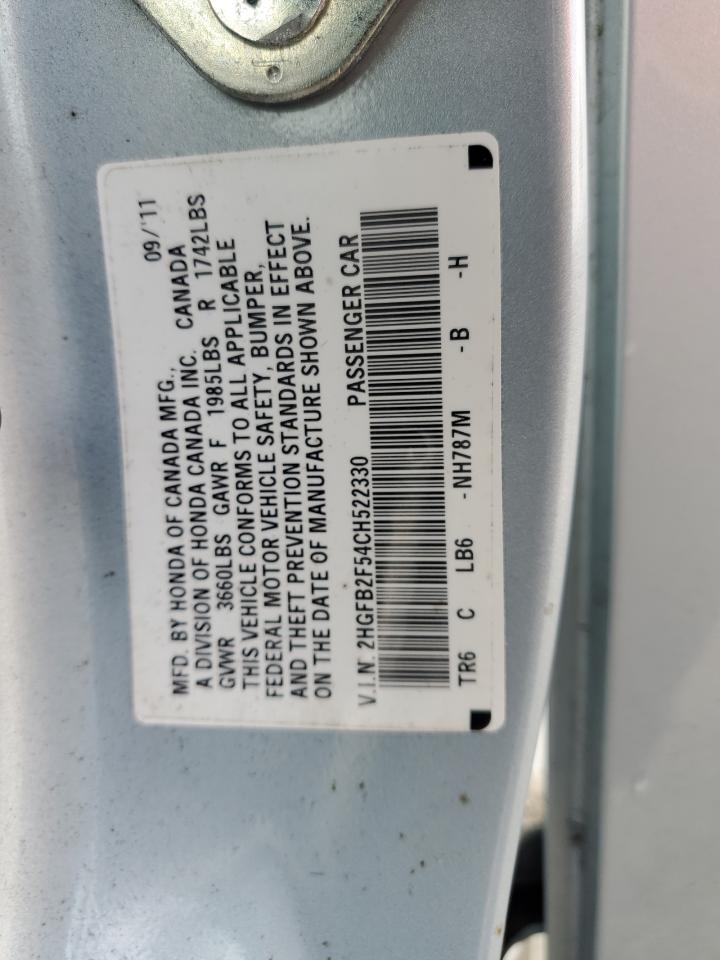 09/'11
MFD. BY HONDA OF CANADA MFG.,
A DIVISION OF HONDA CANADA INC. CANADA
GVWR 3660LBS GAWR F 1985LBS R 1742LBS
THIS VEHICLE CONFORMS TO ALL APPLICABLE
FEDERAL MOTOR VEHICLE SAFETY, BUMPER,
AND THEFT PREVENTION STANDARDS IN EFFECT
ON THE DATE OF MANUFACTURE SHOWN ABOVE.
V.I.N. 2HGFB2F54CH522330 PASSENGER CAR
TR6 C LB6 -NH787M -B -H